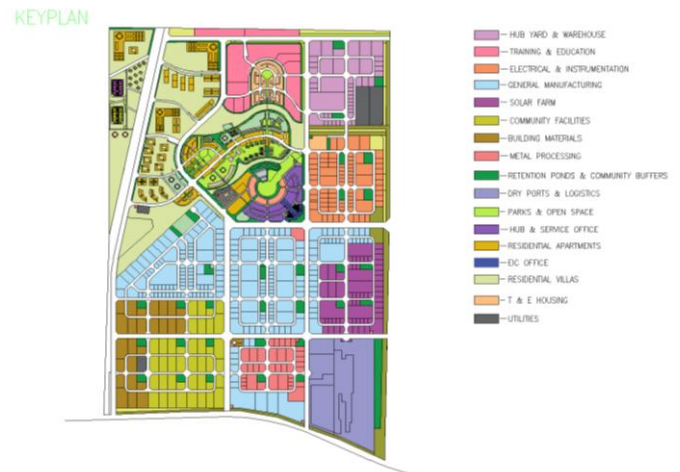 KEYPLAN
HUB YARD & WAREHOUSE
TRAINING & EDUCATION
ELECTRICAL & INSTRUMENTATION
GENERAL MANUFACTURING
SOLAR FARM
COMMUNITY FACILITIES
BUILDING MATERIALS
METAL PROCESSING
RETENTION PONDS & COMMUNITY BUFFERS
DRY PORTS & LOGISTICS
PARKS & OPEN SPACE
HUB & SERVICE OFFICE
RESIDENTIAL APARTMENTS
EIC OFFICE
RESIDENTIAL VILLAS
T & E HOUSING
UTILITIES